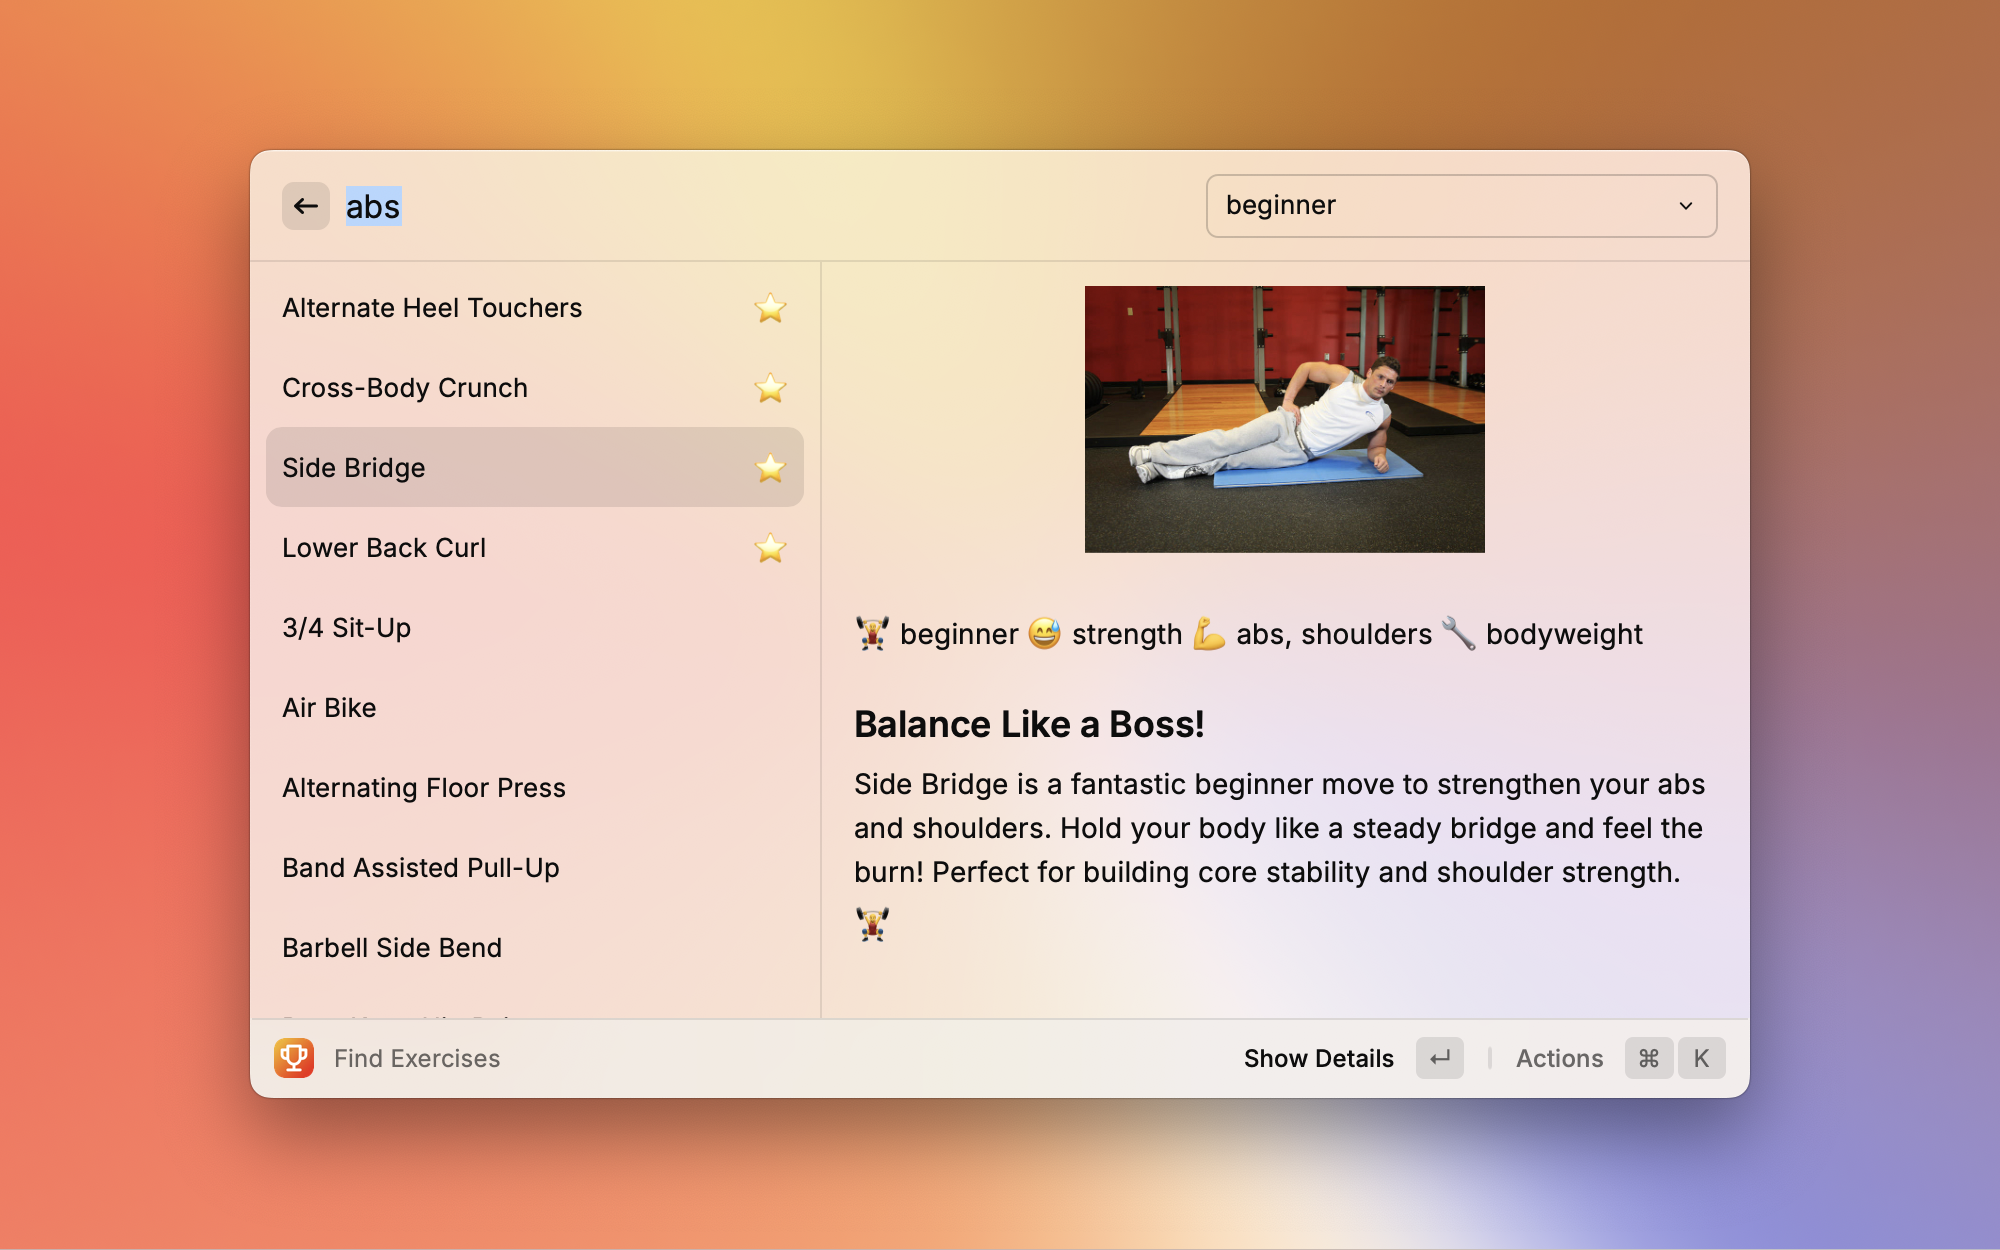 abs
beginner
Alternate Heel Touchers
Cross-Body Crunch
Side Bridge
Lower Back Curl
3/4 Sit-Up
Air Bike
Alternating Floor Press
Band Assisted Pull-Up
Barbell Side Bend
🏋️ beginner 😅 strength 💪 abs, shoulders 🔧 bodyweight
Balance Like a Boss!
Side Bridge is a fantastic beginner move to strengthen your abs
and shoulders. Hold your body like a steady bridge and feel the
burn! Perfect for building core stability and shoulder strength.
🏋️
Find Exercises
Show Details ↵ Actions ⌘ K